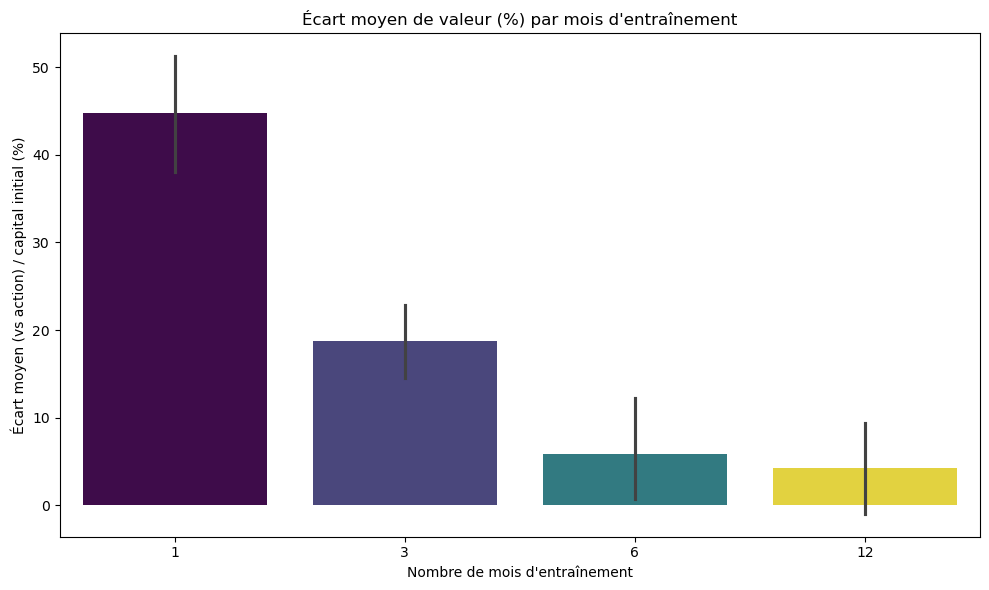 Écart moyen de valeur (%) par mois d'entraînement
Écart moyen (vs action) / capital initial (%)
50
40
30
20
10
0
1 3 6 12
Nombre de mois d'entraînement